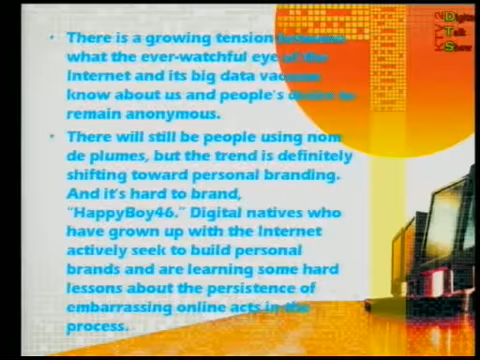 • There is a growing tension between
what the ever-watchful eye of the
Internet and its big data vacuum
know about us and people's desire to
remain anonymous.
• There will still be people using nom
de plumes, but the trend is definitely
shifting toward personal branding.
And it's hard to brand,
"HappyBoy46." Digital natives who
have grown up with the Internet
actively seek to build personal
brands and are learning some hard
lessons about the persistence of
embarrassing online acts in the
process.
Digital
Talk
Show